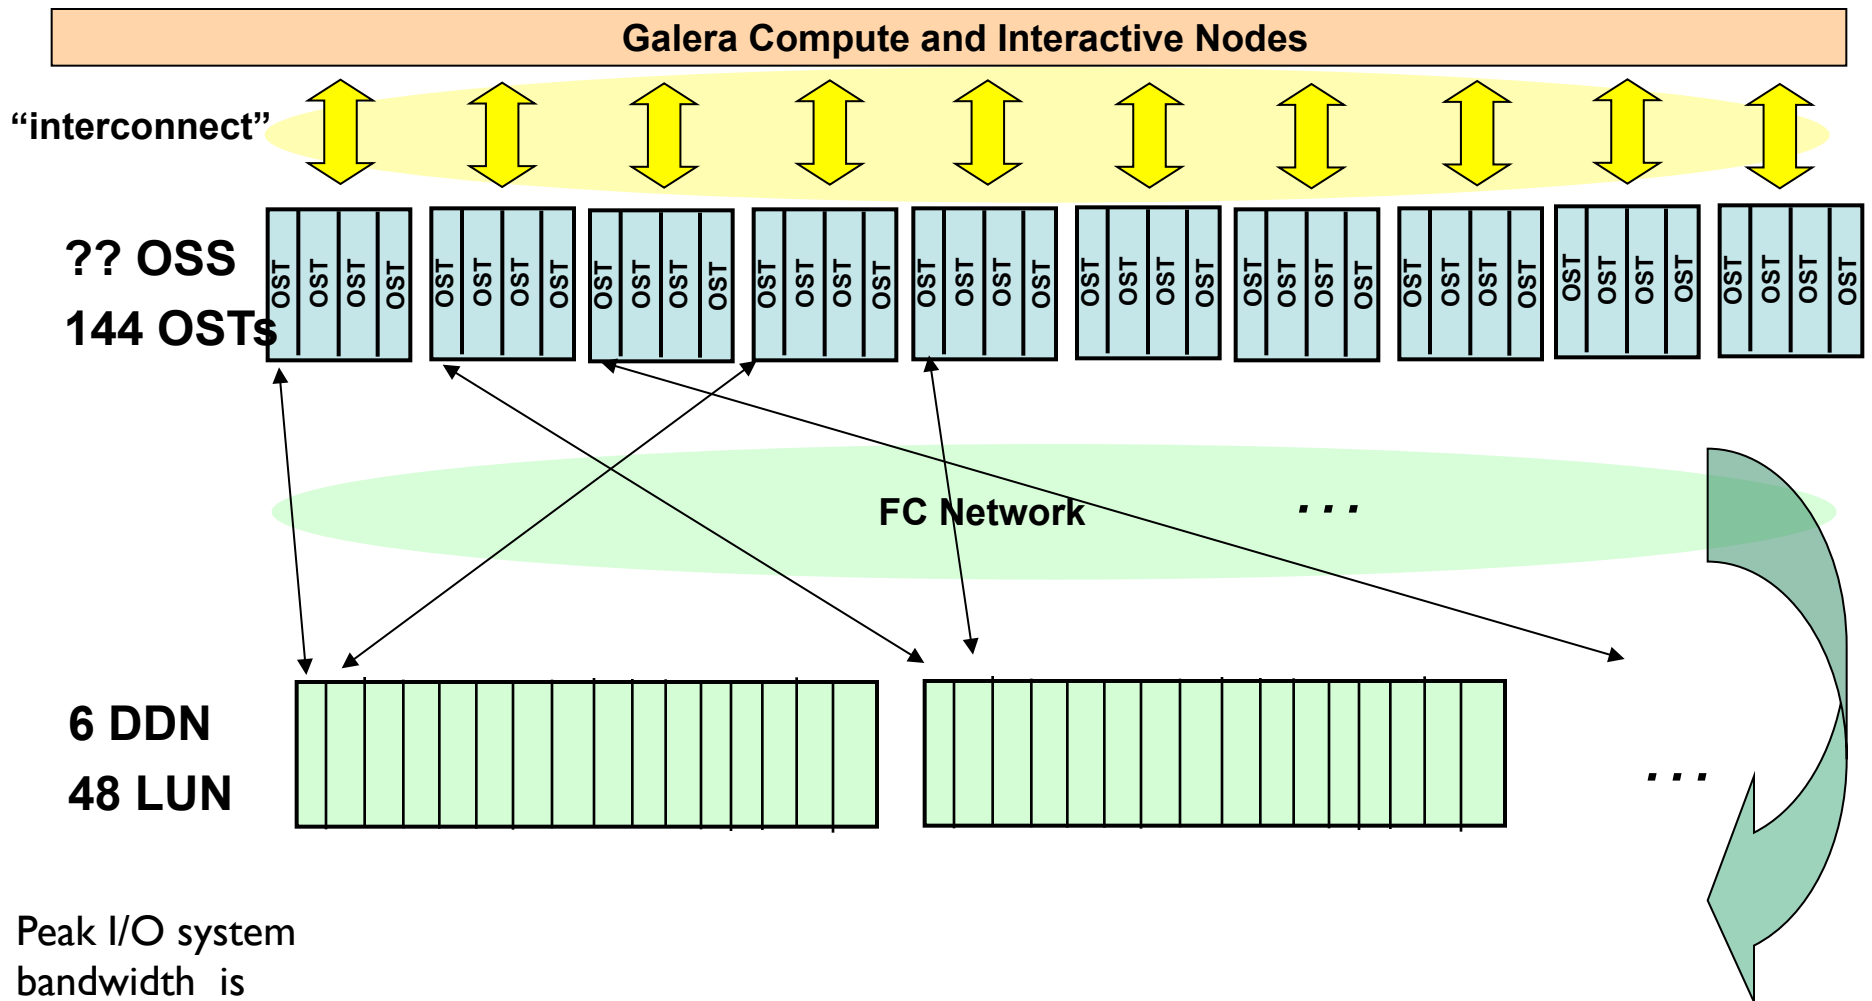 Galera Compute and Interactive Nodes
“interconnect”
?? OSS
144 OSTs
OST OST OST OST
OST OST OST OST
OST OST OST OST
OST OST OST OST
OST OST OST OST
OST OST OST OST
OST OST OST OST
OST OST OST OST
OST OST OST OST
OST OST OST OST
FC Network ...
6 DDN
48 LUN
...
Peak I/O system
bandwidth is